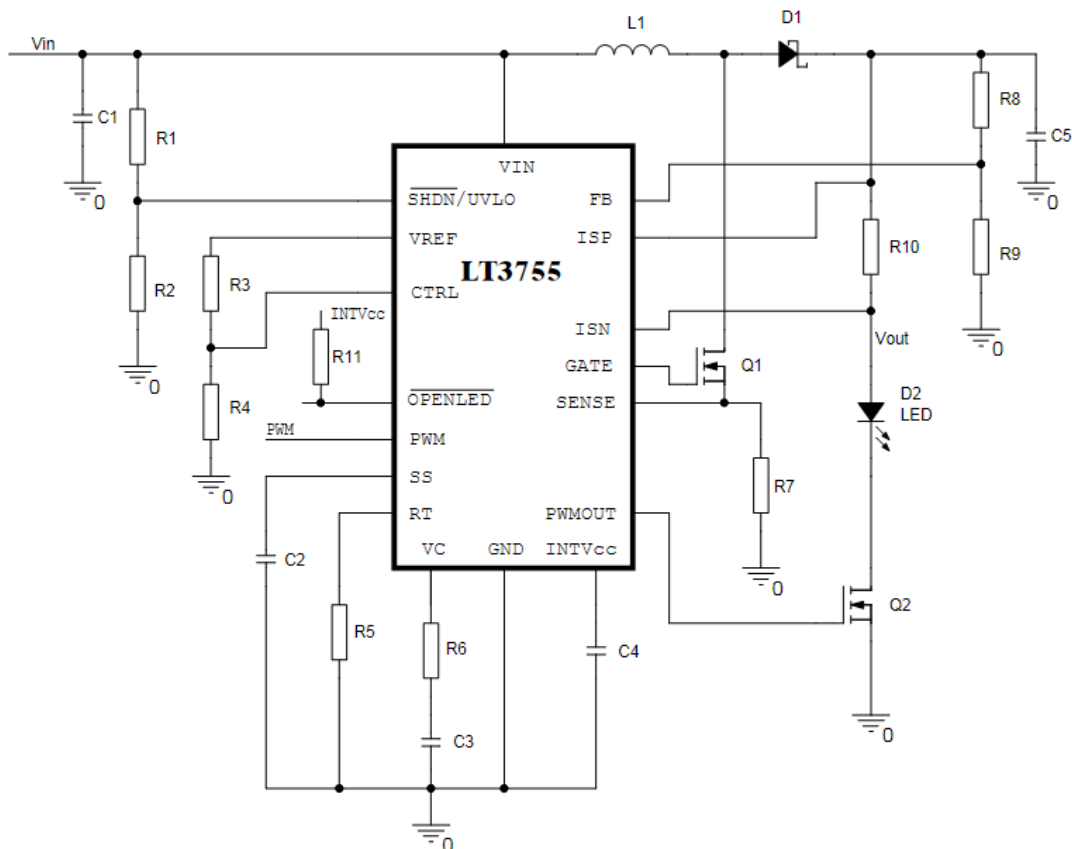 L1
D1
Vin
C1
R1
R8
C5
VIN
0
0
SHDN/UVLO
FB
VREF
ISP
R10
R9
LT3755
R2
R3
CTRL
INTVcc
ISN
Vout
0
R11
GATE
Q1
0
R4
OPENLED
SENSE
D2
LED
PWM
PWM
SS
R7
0
RT
PWMOUT
VC
GND
INTVcc
C2
0
Q2
R5
R6
C4
C3
0
0